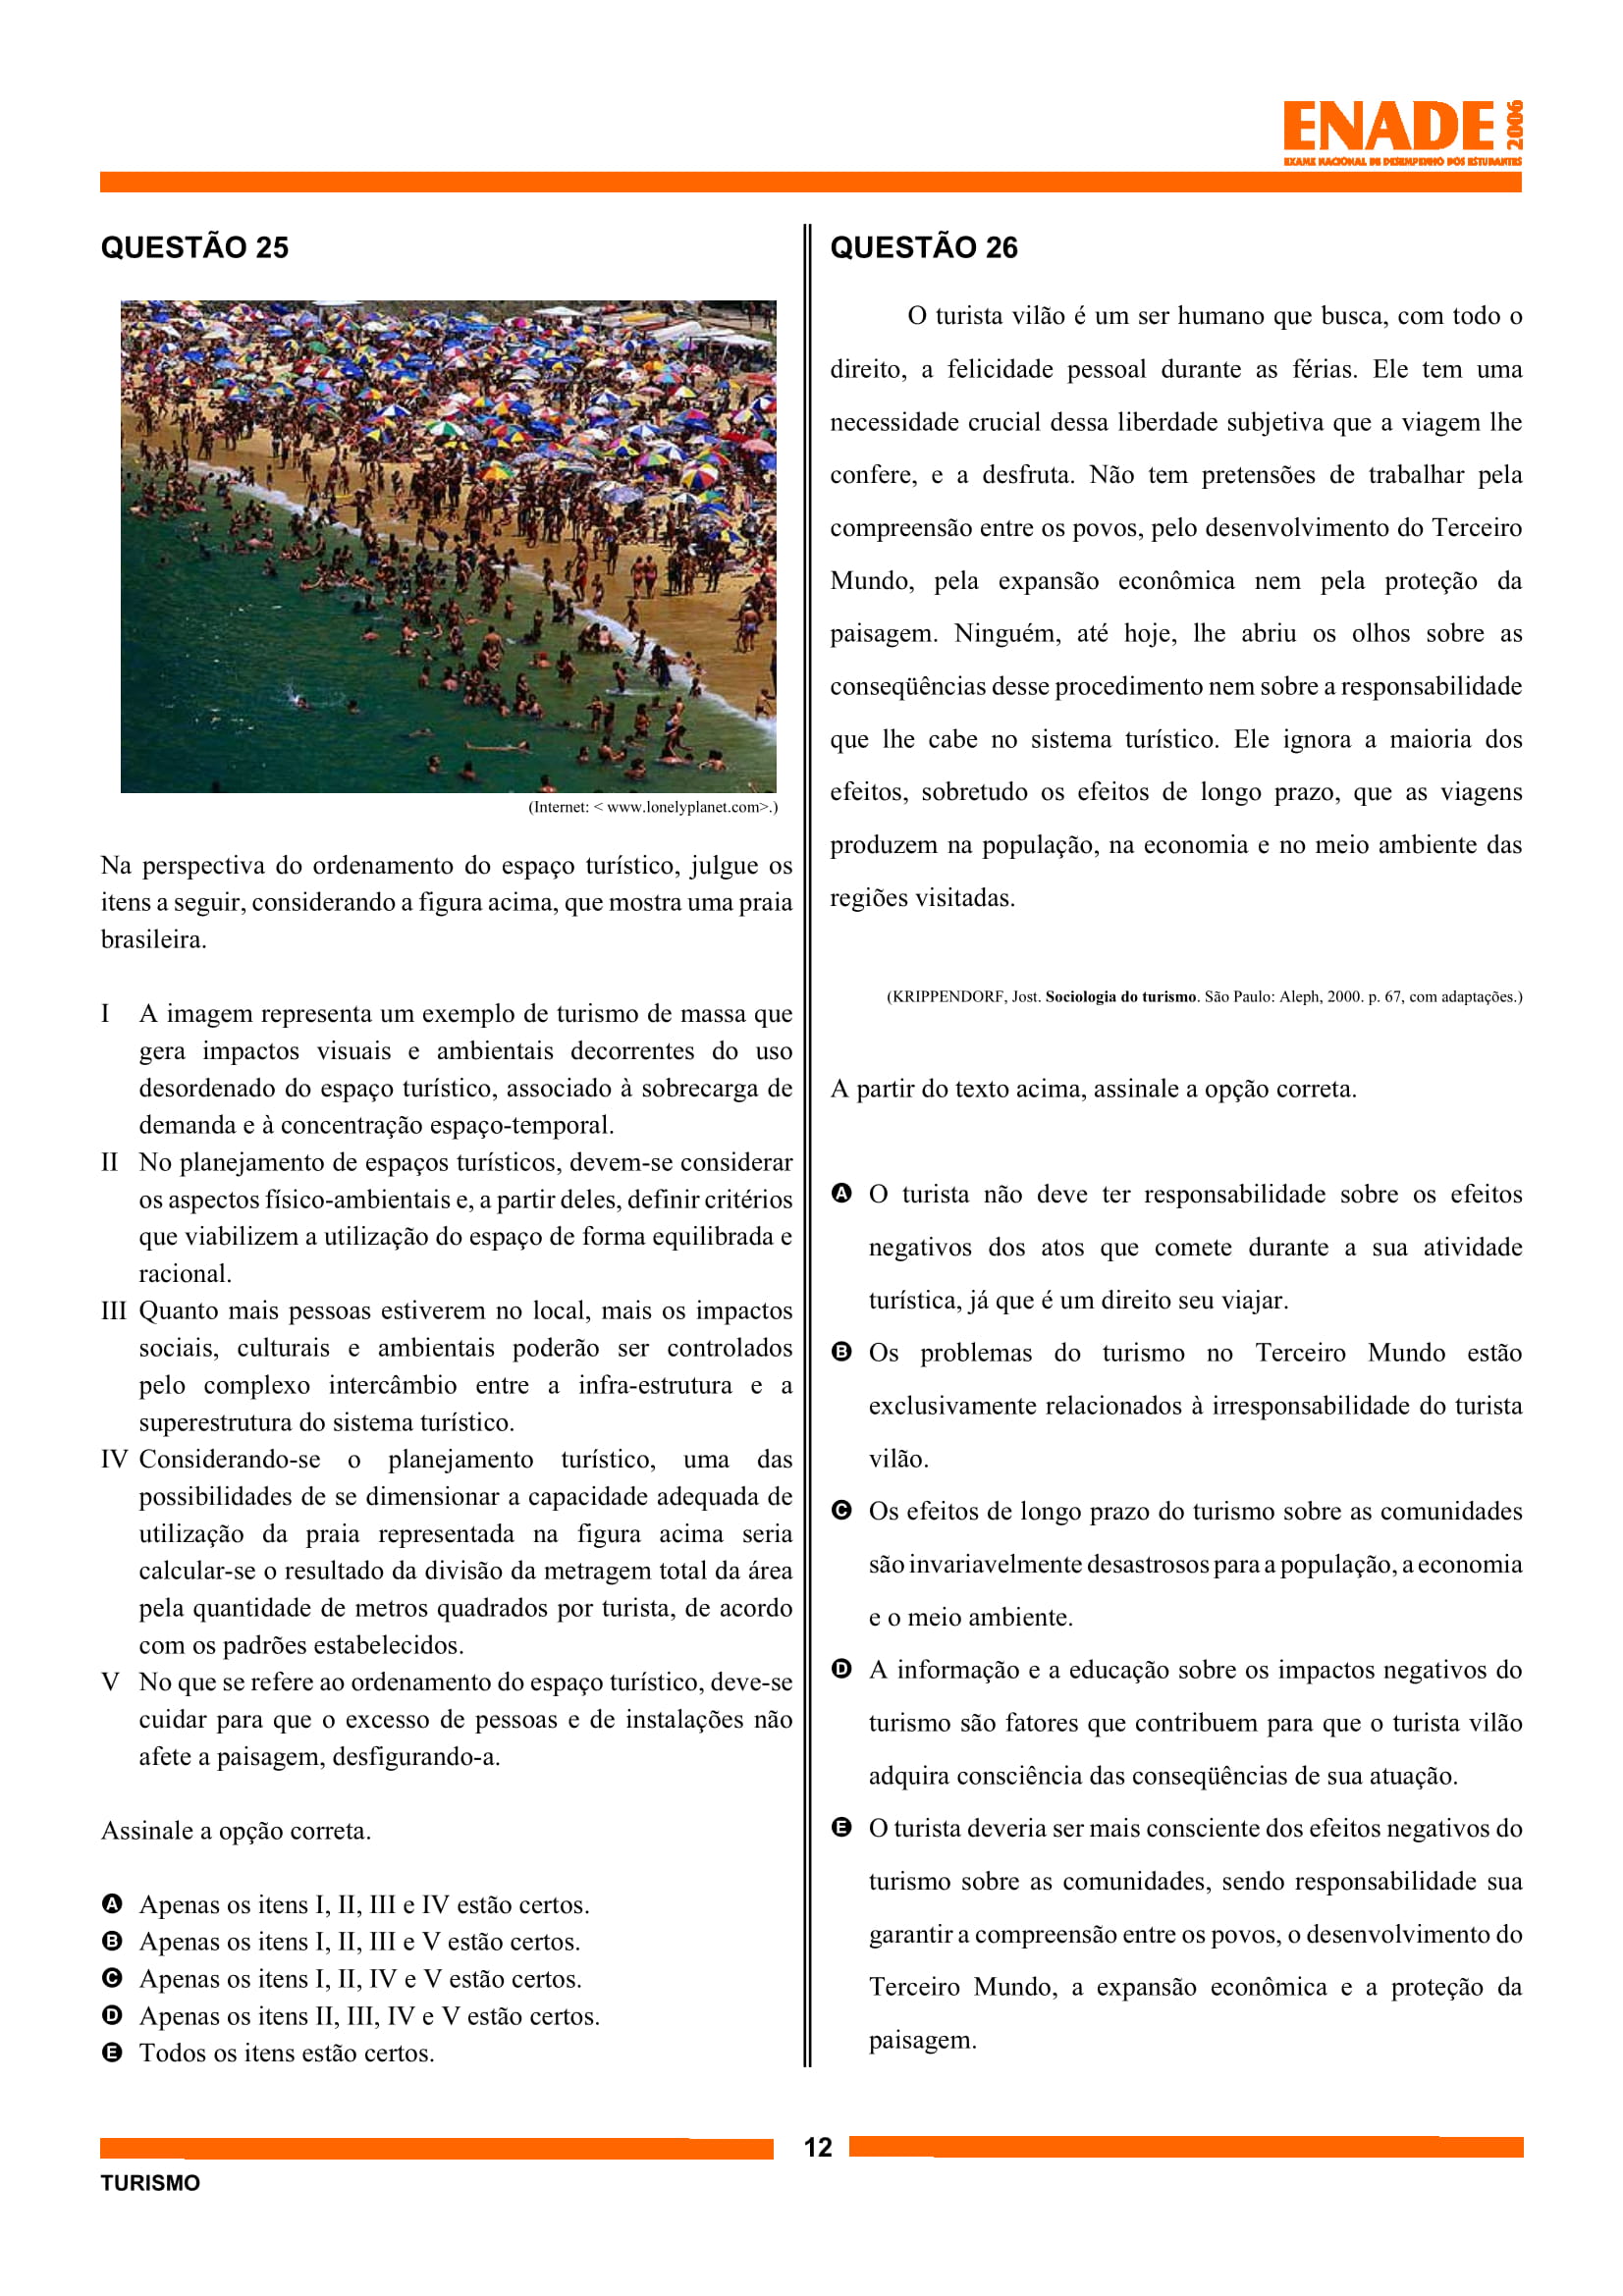 ENADE 2006
EXAME NACIONAL DE DESEMPENHO DOS ESTUDANTES
QUESTÃO 25
(Internet: < www.lonelyplanet.com>.)
Na perspectiva do ordenamento do espaço turístico, julgue os
itens a seguir, considerando a figura acima, que mostra uma praia
brasileira.
I A imagem representa um exemplo de turismo de massa que
gera impactos visuais e ambientais decorrentes do uso
desordenado do espaço turístico, associado à sobrecarga de
demanda e à concentração espaço-temporal.
II No planejamento de espaços turísticos, devem-se considerar
os aspectos físico-ambientais e, a partir deles, definir critérios
que viabilizem a utilização do espaço de forma equilibrada e
racional.
III Quanto mais pessoas estiverem no local, mais os impactos
sociais, culturais e ambientais poderão ser controlados
pelo complexo intercâmbio entre a infra-estrutura e a
superestrutura do sistema turístico.
IV Considerando-se o planejamento turístico, uma das
possibilidades de se dimensionar a capacidade adequada de
utilização da praia representada na figura acima seria
calcular-se o resultado da divisão da metragem total da área
pela quantidade de metros quadrados por turista, de acordo
com os padrões estabelecidos.
V No que se refere ao ordenamento do espaço turístico, deve-se
cuidar para que o excesso de pessoas e de instalações não
afete a paisagem, desfigurando-a.
Assinale a opção correta.
A Apenas os itens I, II, III e IV estão certos.
B Apenas os itens I, II, III e V estão certos.
C Apenas os itens I, II, IV e V estão certos.
D Apenas os itens II, III, IV e V estão certos.
E Todos os itens estão certos.
QUESTÃO 26
O turista vilão é um ser humano que busca, com todo o
direito, a felicidade pessoal durante as férias. Ele tem uma
necessidade crucial dessa liberdade subjetiva que a viagem lhe
confere, e a desfruta. Não tem pretensões de trabalhar pela
compreensão entre os povos, pelo desenvolvimento do Terceiro
Mundo, pela expansão econômica nem pela proteção da
paisagem. Ninguém, até hoje, lhe abriu os olhos sobre as
conseqüências desse procedimento nem sobre a responsabilidade
que lhe cabe no sistema turístico. Ele ignora a maioria dos
efeitos, sobretudo os efeitos de longo prazo, que as viagens
produzem na população, na economia e no meio ambiente das
regiões visitadas.
(KRIPPENDORF, Jost. Sociologia do turismo. São Paulo: Aleph, 2000. p. 67, com adaptações.)
A partir do texto acima, assinale a opção correta.
A O turista não deve ter responsabilidade sobre os efeitos
negativos dos atos que comete durante a sua atividade
turística, já que é um direito seu viajar.
B Os problemas do turismo no Terceiro Mundo estão
exclusivamente relacionados à irresponsabilidade do turista
vilão.
C Os efeitos de longo prazo do turismo sobre as comunidades
são invariavelmente desastrosos para a população, a economia
e o meio ambiente.
D A informação e a educação sobre os impactos negativos do
turismo são fatores que contribuem para que o turista vilão
adquira consciência das conseqüências de sua atuação.
E O turista deveria ser mais consciente dos efeitos negativos do
turismo sobre as comunidades, sendo responsabilidade sua
garantir a compreensão entre os povos, o desenvolvimento do
Terceiro Mundo, a expansão econômica e a proteção da
paisagem.
12
TURISMO